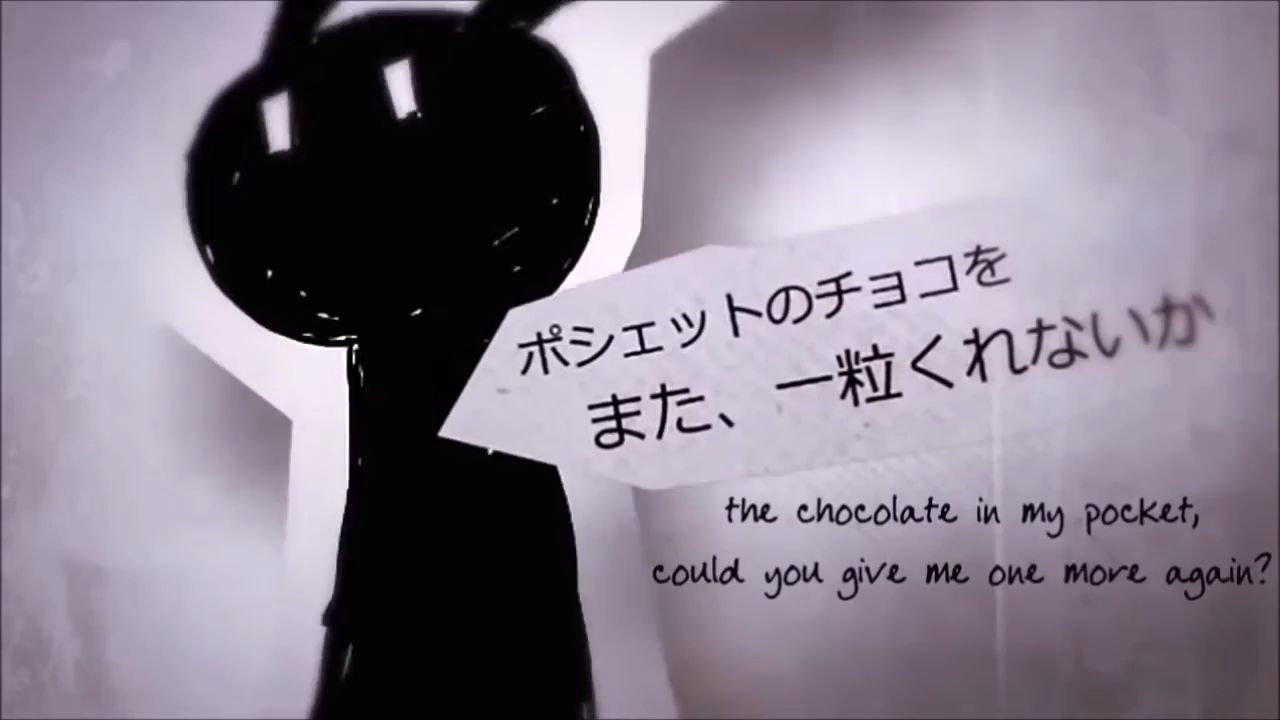 ポシェットのチョコを
また、一粒くれないか
the chocolate in my pocket,
could you give me one more again?